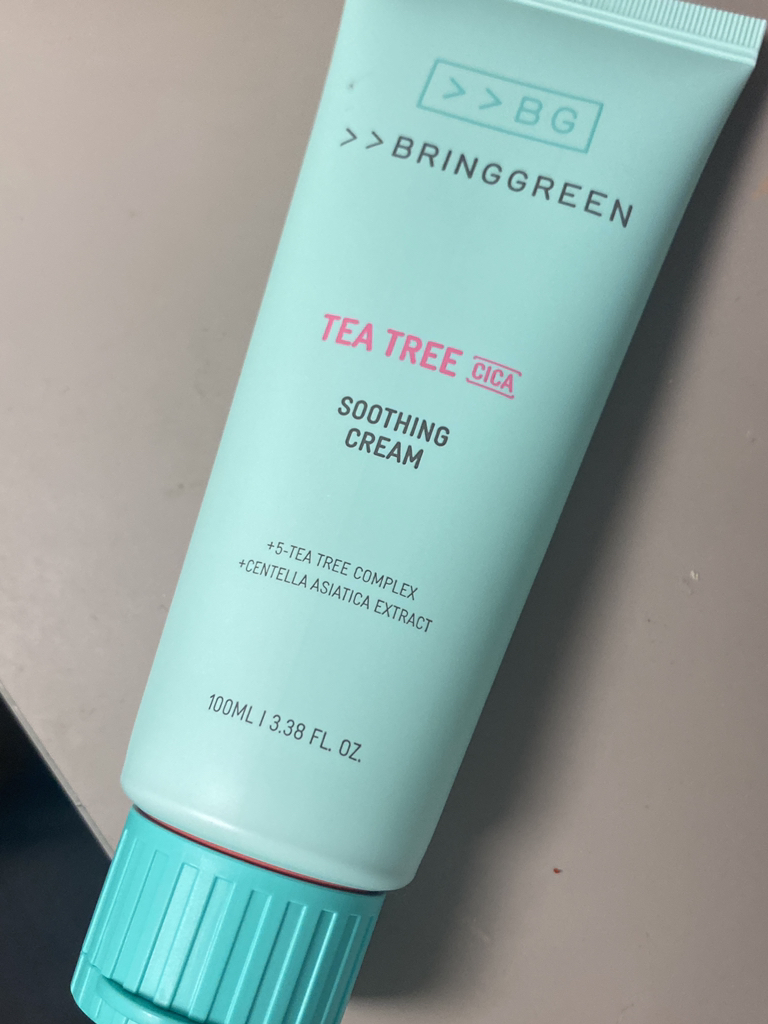 >>BG
>>BRINGGREEN
TEA TREE CICA
SOOTHING
CREAM
+5-TEA TREE COMPLEX
+CENTELLA ASIATICA EXTRACT
100ML I 3.38 FL. OZ.